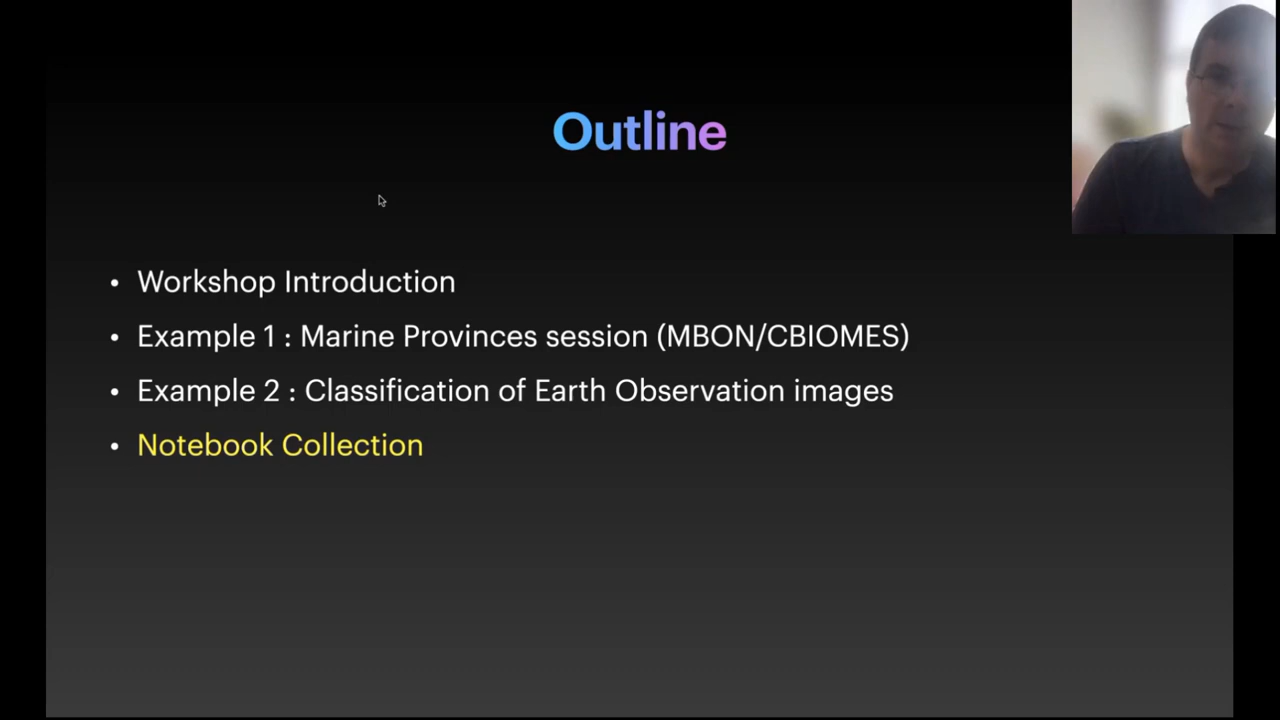 Outline
• Workshop Introduction
• Example 1 : Marine Provinces session (MBON/CBIOMES)
• Example 2 : Classification of Earth Observation images
• Notebook Collection